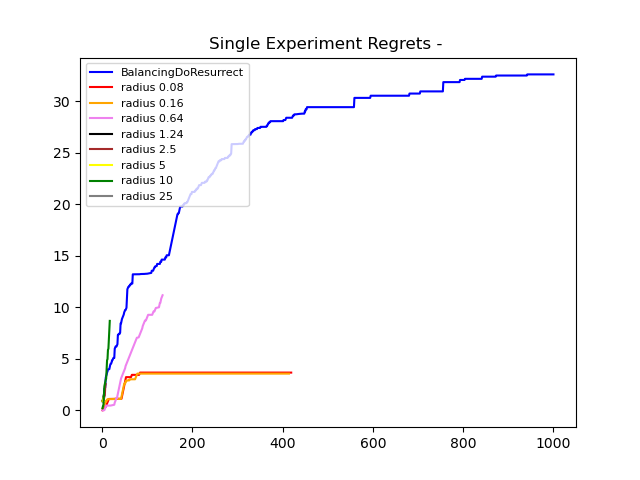 Single Experiment Regrets -
BalancingDoResurrect
radius 0.08
radius 0.16
radius 0.64
radius 1.24
radius 2.5
radius 5
radius 10
radius 25
30
25
20
15
10
5
0
0 200 400 600 800 1000